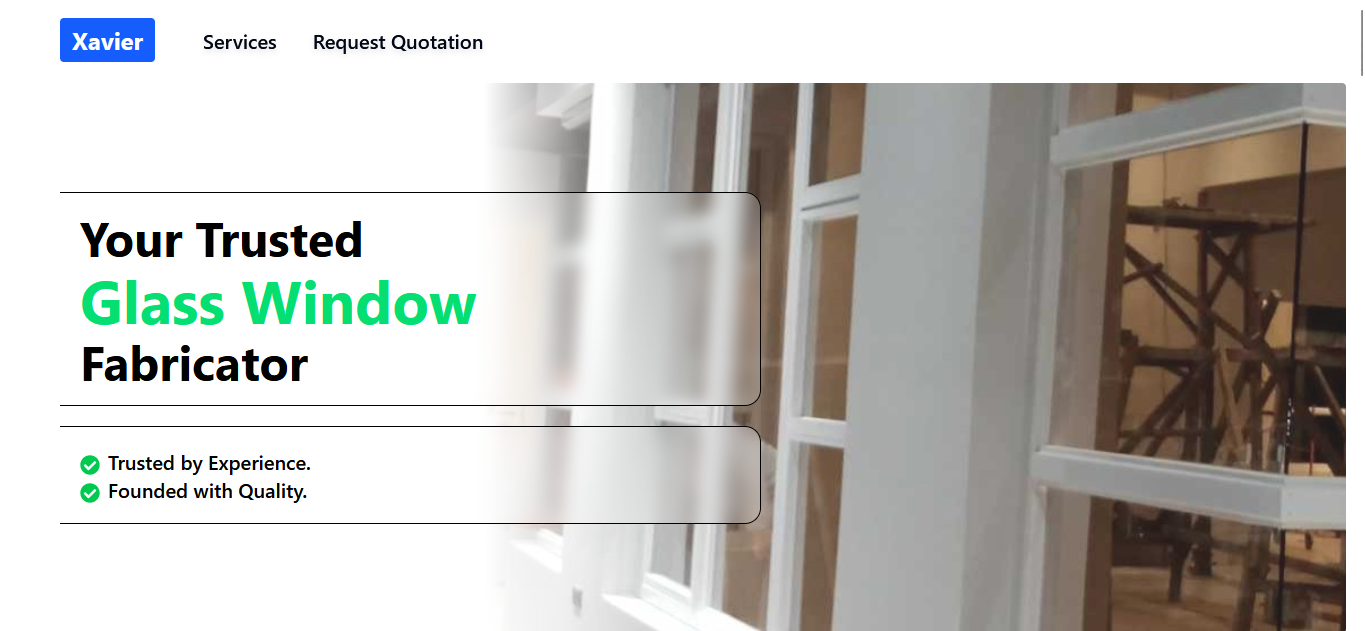 Xavier
Services
Request Quotation
Your Trusted
Glass Window
Fabricator
Trusted by Experience.
Founded with Quality.